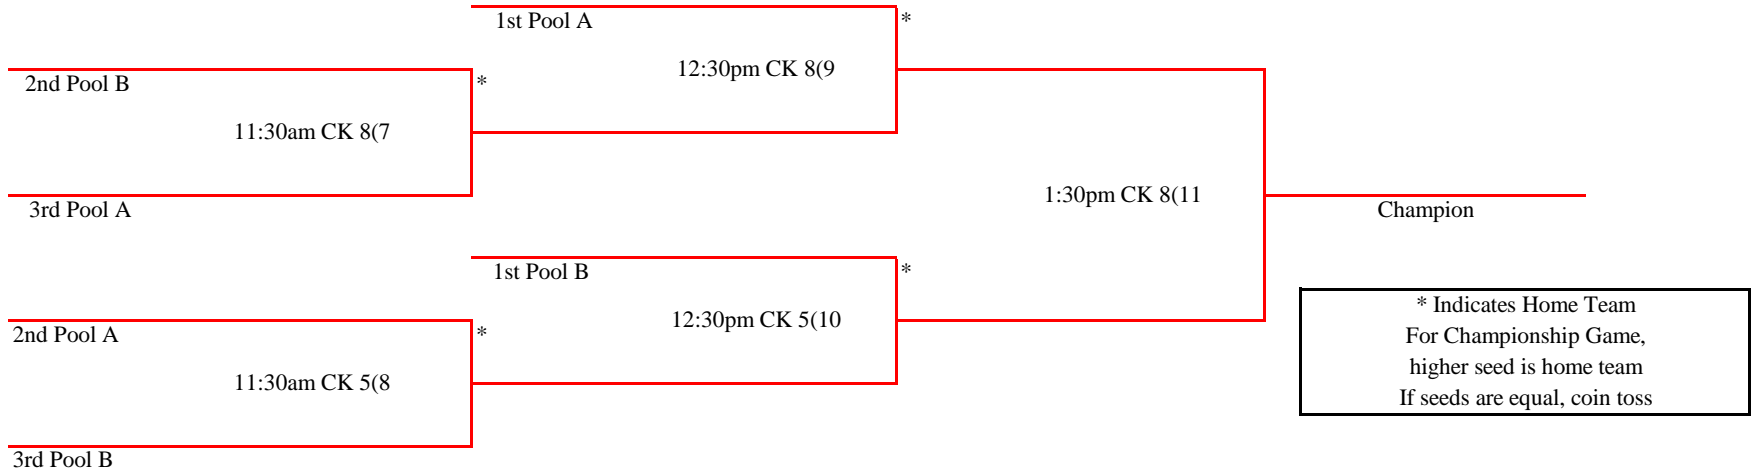 1st Pool A
*
12:30pm CK 8(9
2nd Pool B
*
11:30am CK 8(7
3rd Pool A
1:30pm CK 8(11
Champion
1st Pool B
*
12:30pm CK 5(10
2nd Pool A
*
11:30am CK 5(8
3rd Pool B
* Indicates Home Team
For Championship Game,
higher seed is home team
If seeds are equal, coin toss